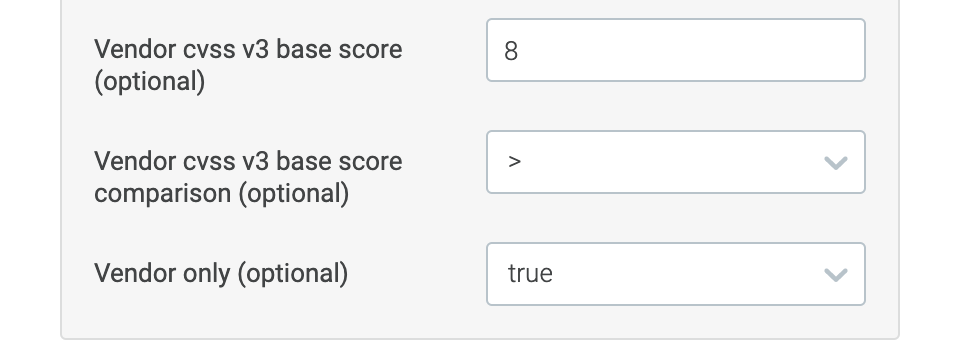 Vendor cvss v3 base score
(optional)
8
Vendor cvss v3 base score
comparison (optional)
>
Vendor only (optional)
true